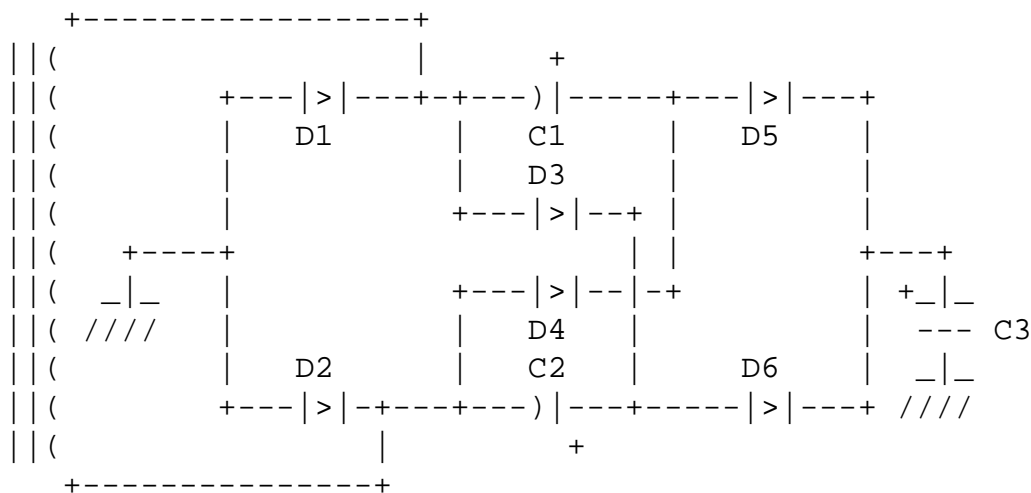 +------------------+
||(                     |      +
||(         +---|>|---+-+---)|------+---|>|---+
||(         |   D1      |   C1      |   D5    |
||(         |           |   D3      |         |
||(         |           +---|>|--+  |         |
||(    +----+                    |  |         +---+
||(   _|_   |           +---|>|--|--+         | +_|_
||(  ////   |           |   D4   |            |  --- C3
||(         |   D2      |   C2   |      D6    |  _|_
||(         +---|>|-+---+---)|---+-----|>|---+ ////
||(                 |         +
   +----------------+